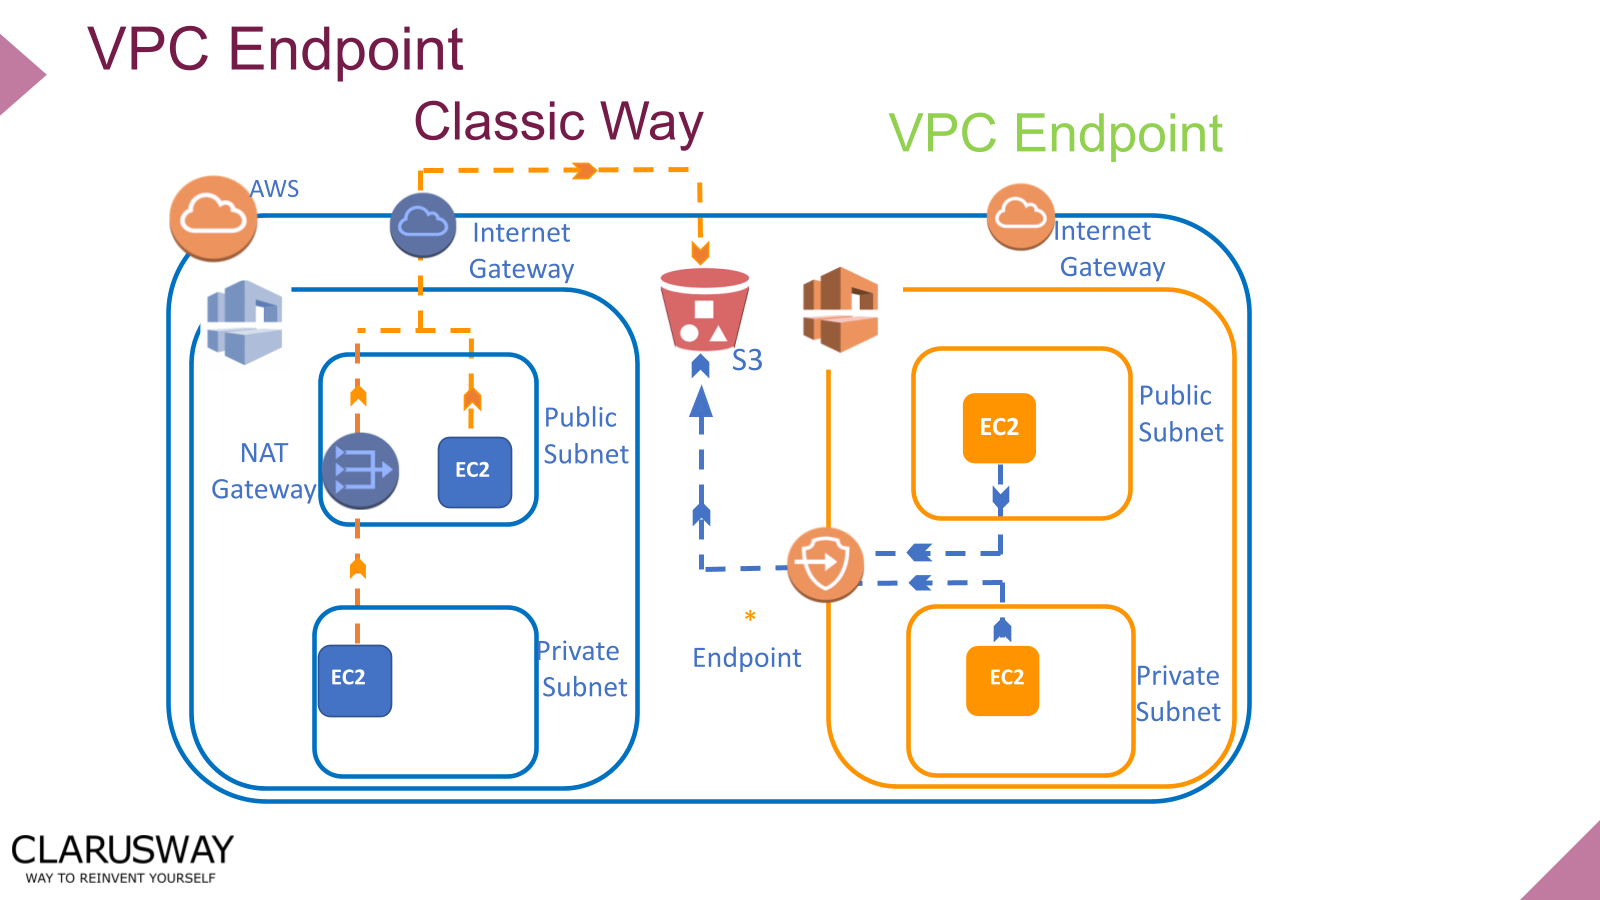 VPC Endpoint
Classic Way
VPC Endpoint
AWS
Internet
Gateway
Internet
Gateway
S3
Public
Subnet
NAT
Gateway
EC2
Public
Subnet
EC2
*
Endpoint
Private
Subnet
EC2
Private
Subnet
EC2
CLARUSWAY
WAY TO REINVENT YOURSELF